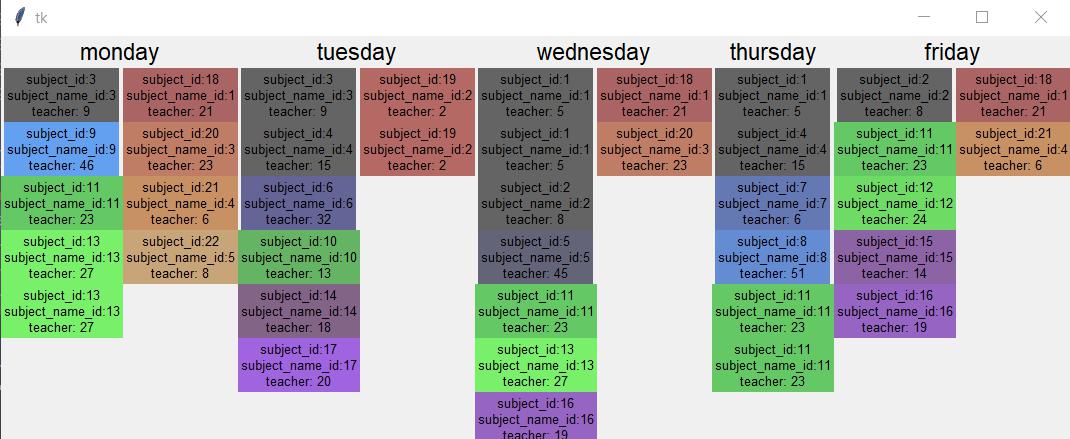 tk
monday
tuesday
wednesday
thursday
friday
subject_id:3
subject_name_id:3
teacher: 9
subject_id:9
subject_name_id:9
teacher: 46
subject_id:11
subject_name_id:11
teacher: 23
subject_id:13
subject_name_id:13
teacher: 27
subject_id:13
subject_name_id:13
teacher: 27
subject_id:18
subject_name_id:1
teacher: 21
subject_id:20
subject_name_id:3
teacher: 23
subject_id:21
subject_name_id:4
teacher: 6
subject_id:22
subject_name_id:5
teacher: 8
subject_id:3
subject_name_id:3
teacher: 9
subject_id:4
subject_name_id:4
teacher: 15
subject_id:6
subject_name_id:6
teacher: 32
subject_id:10
subject_name_id:10
teacher: 13
subject_id:14
subject_name_id:14
teacher: 18
subject_id:17
subject_name_id:17
teacher: 20
subject_id:19
subject_name_id:2
teacher: 2
subject_id:19
subject_name_id:2
teacher: 2
subject_id:1
subject_name_id:1
teacher: 5
subject_id:1
subject_name_id:1
teacher: 5
subject_id:2
subject_name_id:2
teacher: 8
subject_id:5
subject_name_id:5
teacher: 45
subject_id:11
subject_name_id:11
teacher: 23
subject_id:13
subject_name_id:13
teacher: 27
subject_id:16
subject_name_id:16
teacher: 19
subject_id:18
subject_name_id:1
teacher: 21
subject_id:20
subject_name_id:3
teacher: 23
subject_id:1
subject_name_id:1
teacher: 5
subject_id:4
subject_name_id:4
teacher: 15
subject_id:7
subject_name_id:7
teacher: 6
subject_id:8
subject_name_id:8
teacher: 51
subject_id:11
subject_name_id:11
teacher: 23
subject_id:11
subject_name_id:11
teacher: 23
subject_id:2
subject_name_id:2
teacher: 8
subject_id:11
subject_name_id:11
teacher: 23
subject_id:12
subject_name_id:12
teacher: 24
subject_id:15
subject_name_id:15
teacher: 14
subject_id:16
subject_name_id:16
teacher: 19
subject_id:18
subject_name_id:1
teacher: 21
subject_id:21
subject_name_id:4
teacher: 6